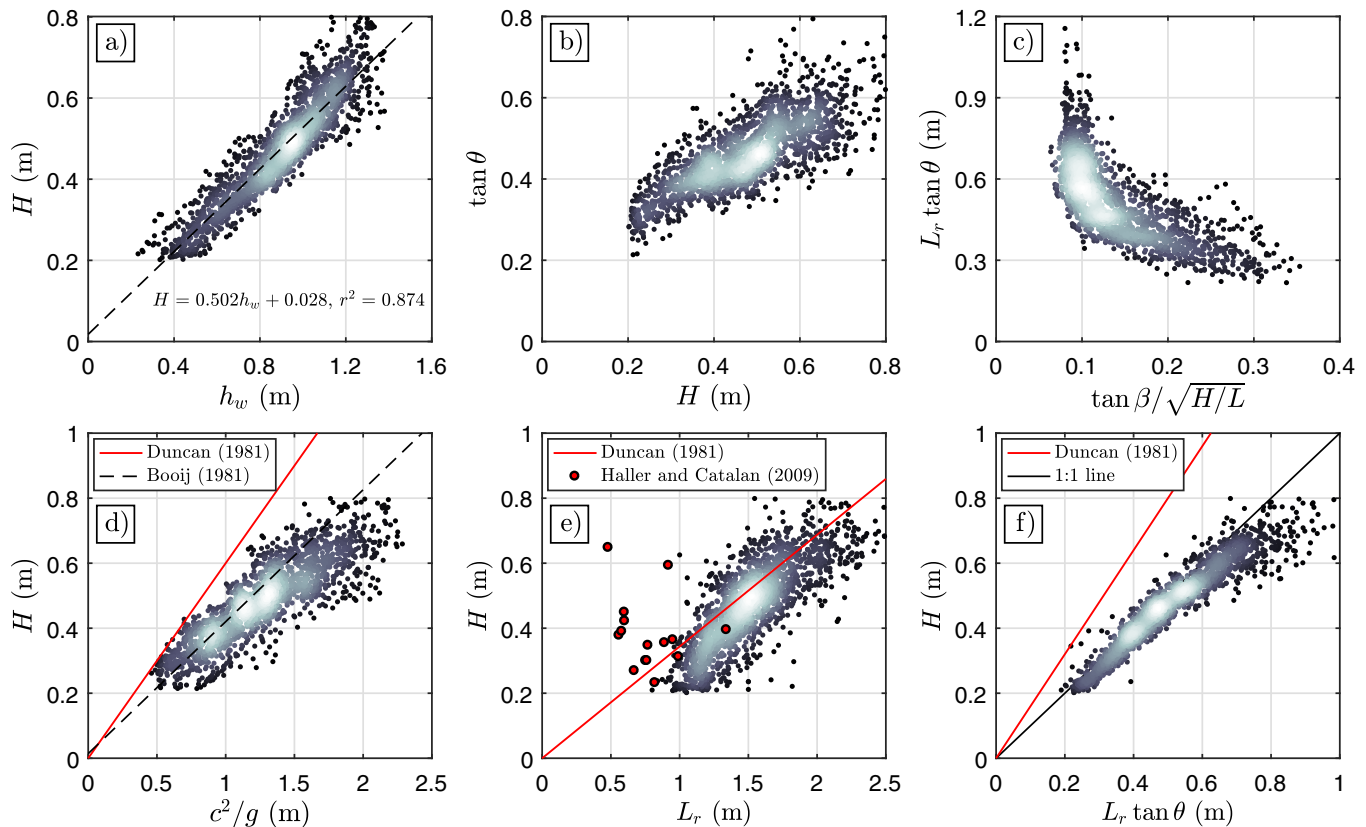 a)
0.8
0.6
0.4
0.2
0
H (m)
H = 0.502h_w + 0.028, r^2 = 0.874
0 0.4 0.8 1.2 1.6
h_w (m)
b)
0.8
0.6
0.4
0.2
0
tan θ
0 0.2 0.4 0.6 0.8
H (m)
c)
1.2
0.9
0.6
0.3
0
L_r tan θ (m)
0 0.1 0.2 0.3 0.4
tan β/√H/L
Duncan (1981)
Booij (1981)
d)
1
0.8
0.6
0.4
0.2
0
H (m)
0 0.5 1 1.5 2 2.5
c^2/g (m)
Duncan (1981)
Haller and Catalan (2009)
e)
1
0.8
0.6
0.4
0.2
0
H (m)
0 0.5 1 1.5 2 2.5
L_r (m)
Duncan (1981)
1:1 line
f)
1
0.8
0.6
0.4
0.2
0
H (m)
0 0.2 0.4 0.6 0.8 1
L_r tan θ (m)